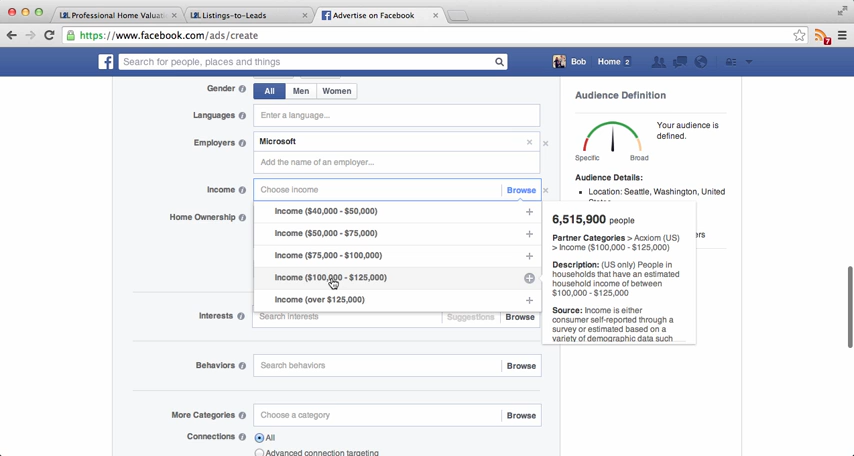 Professional Home Valuati
Listings-to-Leads
Advertise on Facebook
https://www.facebook.com/ads/create
7
Search for people, places and things
Bob
Home 2
Gender
All
Men
Women
Languages
Enter a language...
Employers
Microsoft
Add the name of an employer...
Income
Choose income
Browse
Income ($40,000 - $50,000)
Home Ownership
Income ($50,000 - $75,000)
Income ($75,000 - $100,000)
Income ($100,000 - $125,000)
Income (over $125,000)
Interests
Search interests
Suggestions
Browse
Behaviors
Search behaviors
Browse
More Categories
Choose a category
Browse
Connections
All
Advanced connection targeting
Audience Definition
Your audience is
defined.
Specific
Broad
Audience Details:
Location: Seattle, Washington, United
6,515,900 people
Partner Categories > Acxiom (US)
> Income ($100,000 - $125,000)
Description: (US only) People in
households that have an estimated
household income of between
$100,000 - $125,000
Source: Income is either
consumer self-reported through a
survey or estimated based on a
variety of demographic data such